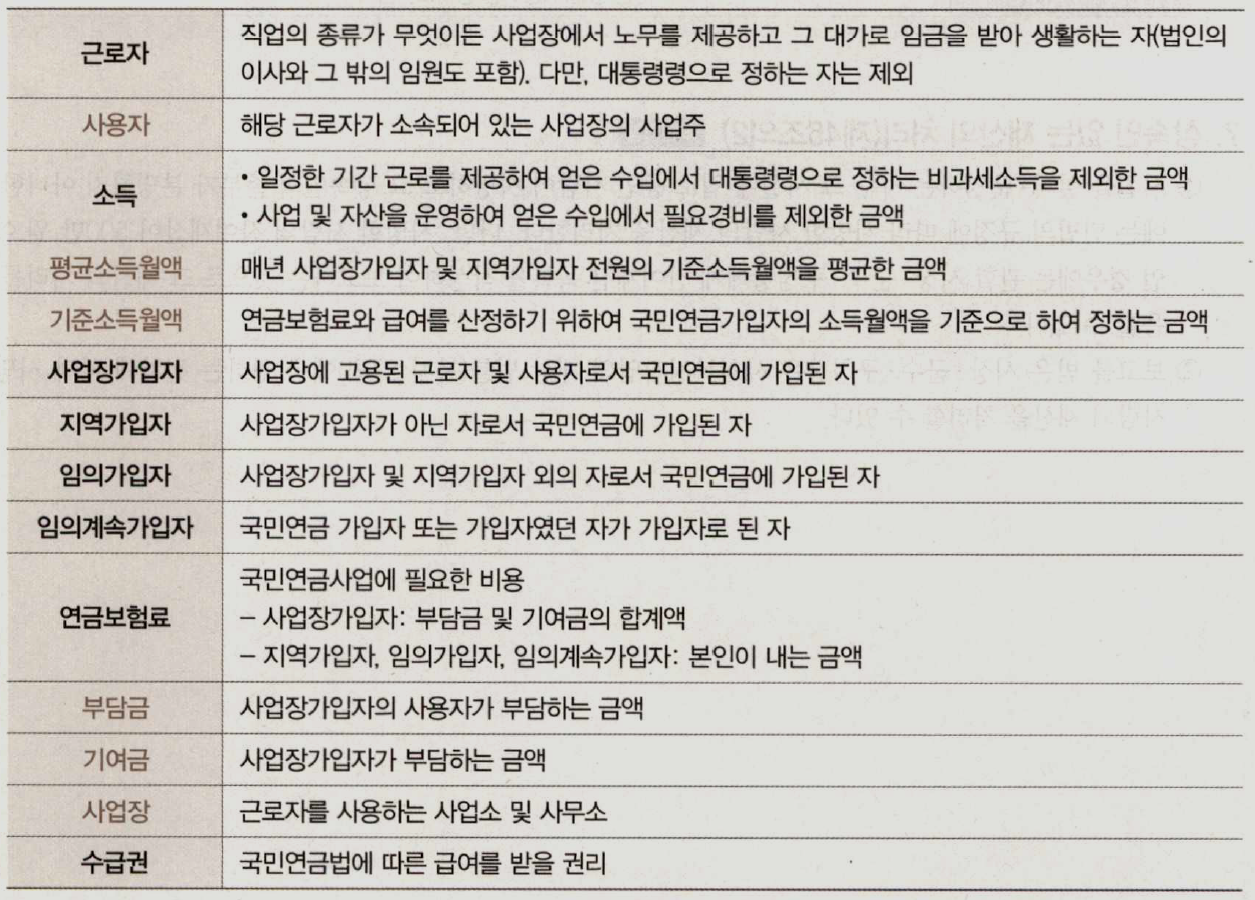 근로자
직업의 종류가 무엇이든 사업장에서 노무를 제공하고 그 대가로 임금을 받아 생활하는 자(법인의
이사와 그 밖의 임원도 포함). 다만, 대통령령으로 정하는 자는 제외
사용자
해당 근로자가 소속되어 있는 사업장의 사업주
소득
• 일정한 기간 근로를 제공하여 얻은 수입에서 대통령령으로 정하는 비과세소득을 제외한 금액
• 사업 및 자산을 운영하여 얻은 수입에서 필요경비를 제외한 금액
평균소득월액
매년 사업장가입자 및 지역가입자 전원의 기준소득월액을 평균한 금액
기준소득월액
연금보험료와 급여를 산정하기 위하여 국민연금가입자의 소득월액을 기준으로 하여 정하는 금액
사업장가입자
사업장에 고용된 근로자 및 사용자로서 국민연금에 가입된 자
지역가입자
사업장가입자가 아닌 자로서 국민연금에 가입된 자
임의가입자
사업장가입자 및 지역가입자 외의 자로서 국민연금에 가입된 자
임의계속가입자
국민연금 가입자 또는 가입자였던 자가 가입자로 된 자
연금보험료
국민연금사업에 필요한 비용
– 사업장가입자: 부담금 및 기여금의 합계액
– 지역가입자, 임의가입자, 임의계속가입자: 본인이 내는 금액
부담금
사업장가입자의 사용자가 부담하는 금액
기여금
사업장가입자가 부담하는 금액
사업장
근로자를 사용하는 사업소 및 사무소
수급권
국민연금법에 따른 급여를 받을 권리